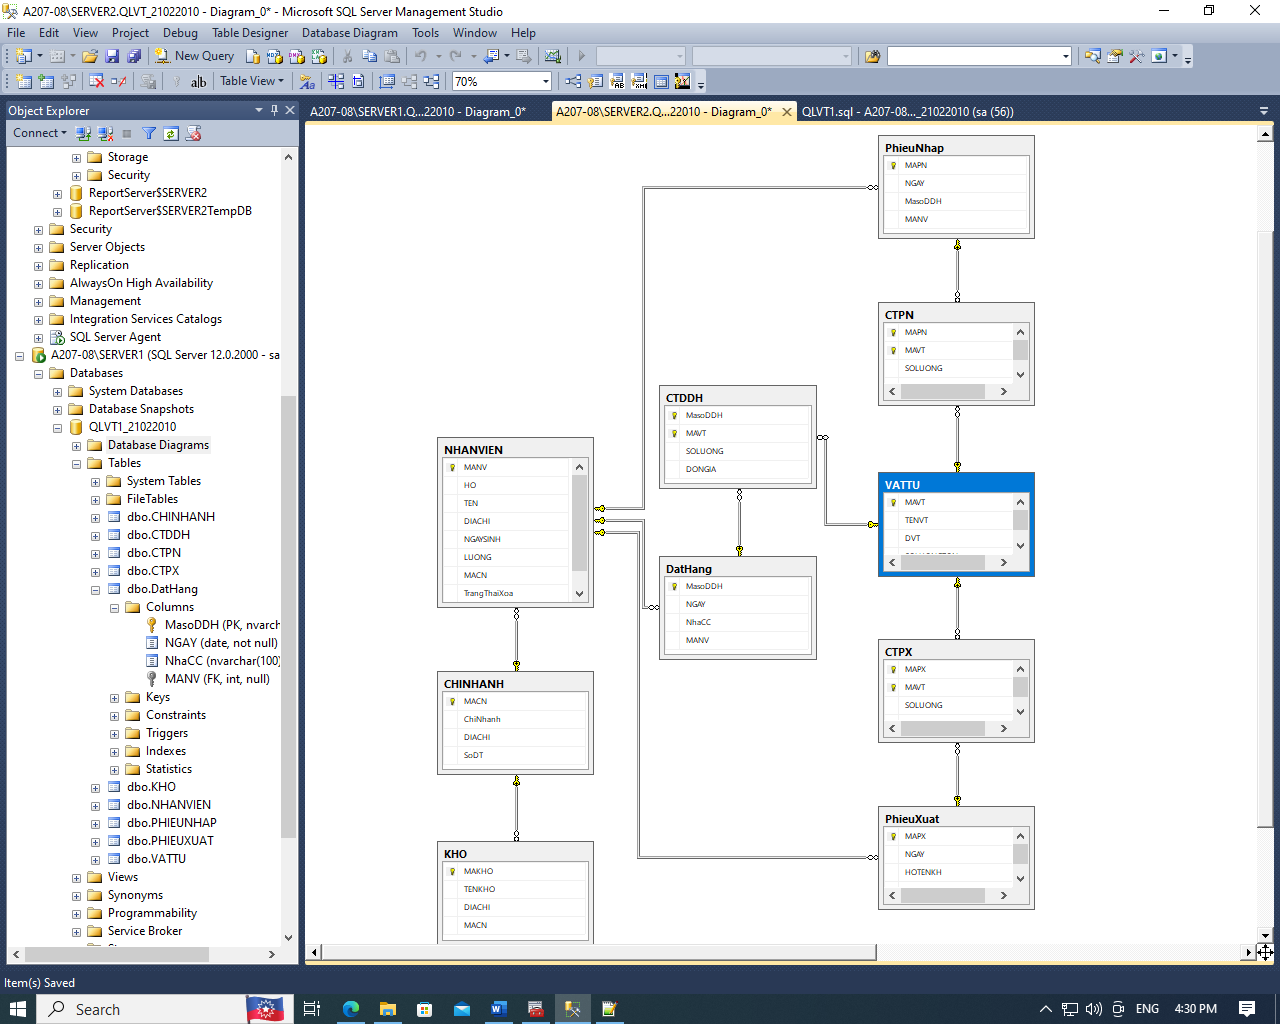 A207-08\SERVER2.QLVT_21022010 - Diagram_0* - Microsoft SQL Server Management Studio
File Edit View Project Debug Table Designer Database Diagram Tools Window Help
New Query
Table View 70%
Object Explorer
Connect
Storage
Security
ReportServer$SERVER2
ReportServer$SERVER2TempDB
Security
Server Objects
Replication
AlwaysOn High Availability
Management
Integration Services Catalogs
SQL Server Agent
A207-08\SERVER1 (SQL Server 12.0.2000 - sa
Databases
System Databases
Database Snapshots
QLVT1_21022010
Database Diagrams
Tables
System Tables
FileTables
dbo.CHINHANH
dbo.CTDDH
dbo.CTPN
dbo.CTPX
dbo.DatHang
Columns
MasoDDH (PK, nvarch
NGAY (date, not null)
NhaCC (nvarchar(100)
MANV (FK, int, null)
Keys
Constraints
Triggers
Indexes
Statistics
dbo.KHO
dbo.NHANVIEN
dbo.PHIEUNHAP
dbo.PHIEUXUAT
dbo.VATTU
Views
Synonyms
Programmability
Service Broker
A207-08\SERVER1.Q...22010 - Diagram_0*
A207-08\SERVER2.Q...22010 - Diagram_0*
QLVT1.sql - A207-08..._21022010 (sa (56))
PhieuNhap
MAPN
NGAY
MasoDDH
MANV
CTPN
MAPN
MAVT
SOLUONG
CTDDH
MasoDDH
MAVT
SOLUONG
DONGIA
NHANVIEN
MANV
HO
TEN
DIACHI
NGAYSINH
LUONG
MACN
TrangThaiXoa
VATTU
MAVT
TENVT
DVT
DatHang
MasoDDH
NGAY
NhaCC
MANV
CHINHANH
MACN
ChiNhanh
DIACHI
SoDT
CTPX
MAPX
MAVT
SOLUONG
PhieuXuat
MAPX
NGAY
HOTENKH
KHO
MAKHO
TENKHO
DIACHI
MACN
Item(s) Saved
Search
ENG
4:30 PM